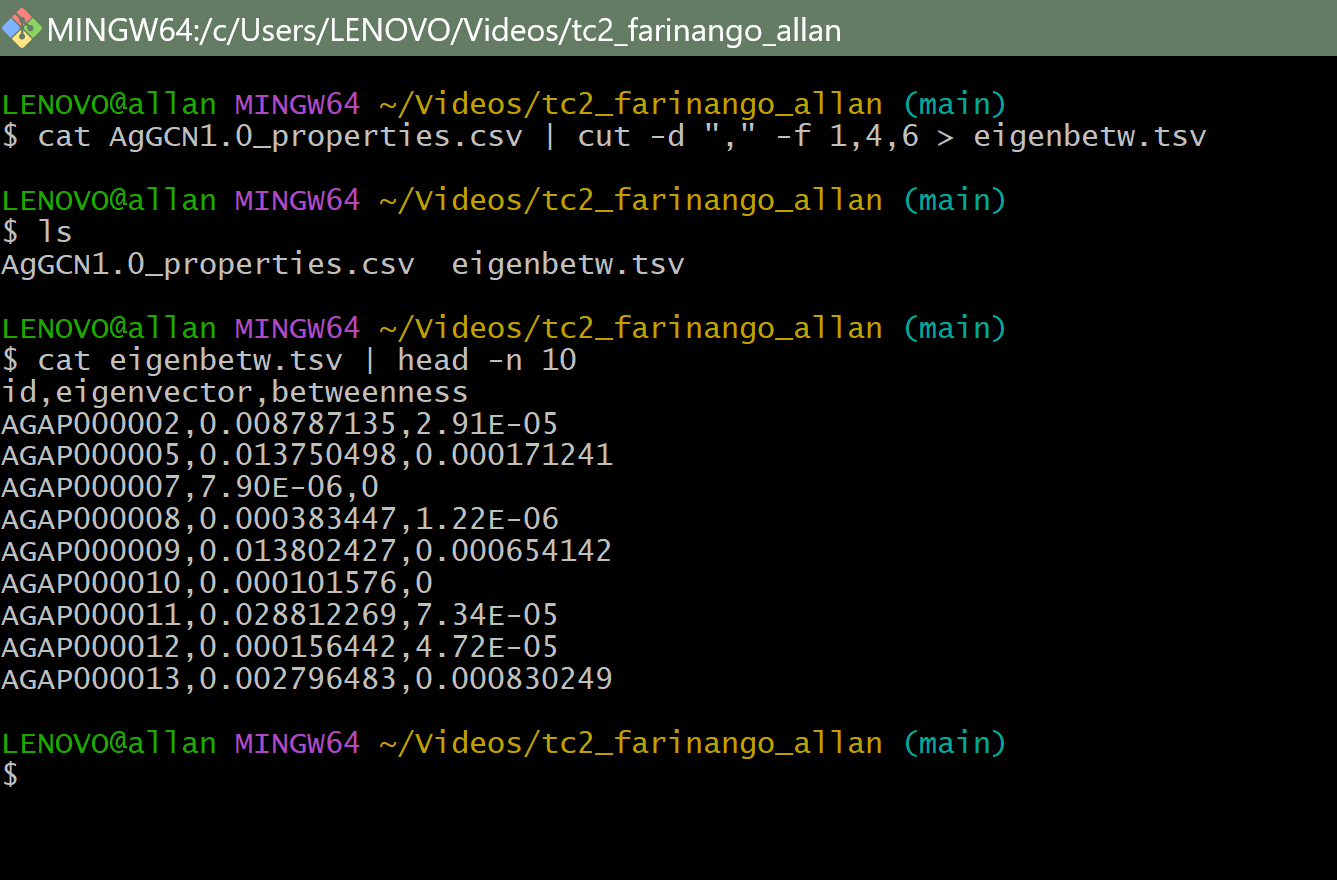 MINGW64:/c/Users/LENOVO/Videos/tc2_farinango_allan
LENOVO@allan MINGW64 ~/Videos/tc2_farinango_allan (main)
$ cat AgGCN1.0_properties.csv | cut -d "," -f 1,4,6 > eigenbetw.tsv
LENOVO@allan MINGW64 ~/Videos/tc2_farinango_allan (main)
$ ls
AgGCN1.0_properties.csv  eigenbetw.tsv
LENOVO@allan MINGW64 ~/Videos/tc2_farinango_allan (main)
$ cat eigenbetw.tsv | head -n 10
id,eigenvector,betweenness
AGAP000002,0.008787135,2.91E-05
AGAP000005,0.013750498,0.000171241
AGAP000007,7.90E-06,0
AGAP000008,0.000383447,1.22E-06
AGAP000009,0.013802427,0.000654142
AGAP000010,0.000101576,0
AGAP000011,0.028812269,7.34E-05
AGAP000012,0.000156442,4.72E-05
AGAP000013,0.002796483,0.000830249
LENOVO@allan MINGW64 ~/Videos/tc2_farinango_allan (main)
$